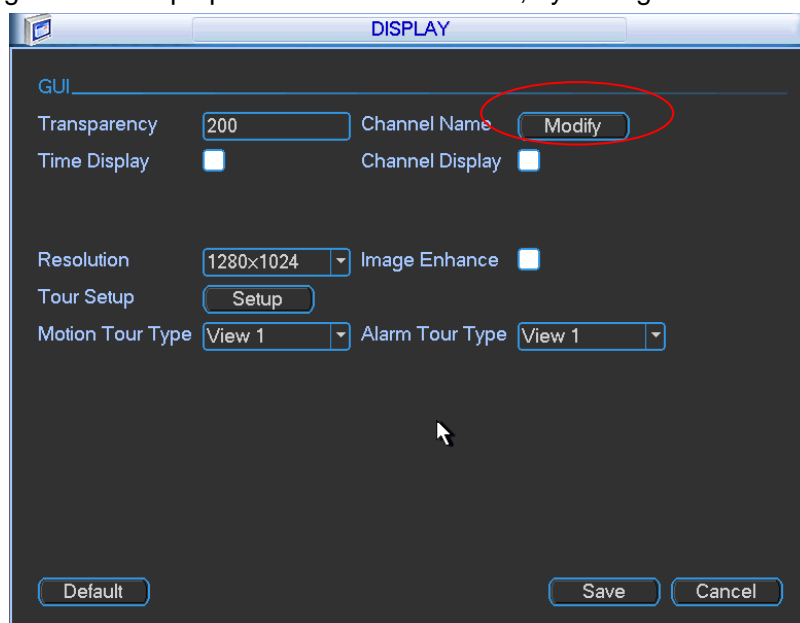 DISPLAY
GUI
Transparency 200 Channel Name Modify
Time Display Channel Display
Resolution 1280x1024 Image Enhance
Tour Setup Setup
Motion Tour Type View 1 Alarm Tour Type View 1
Default Save Cancel